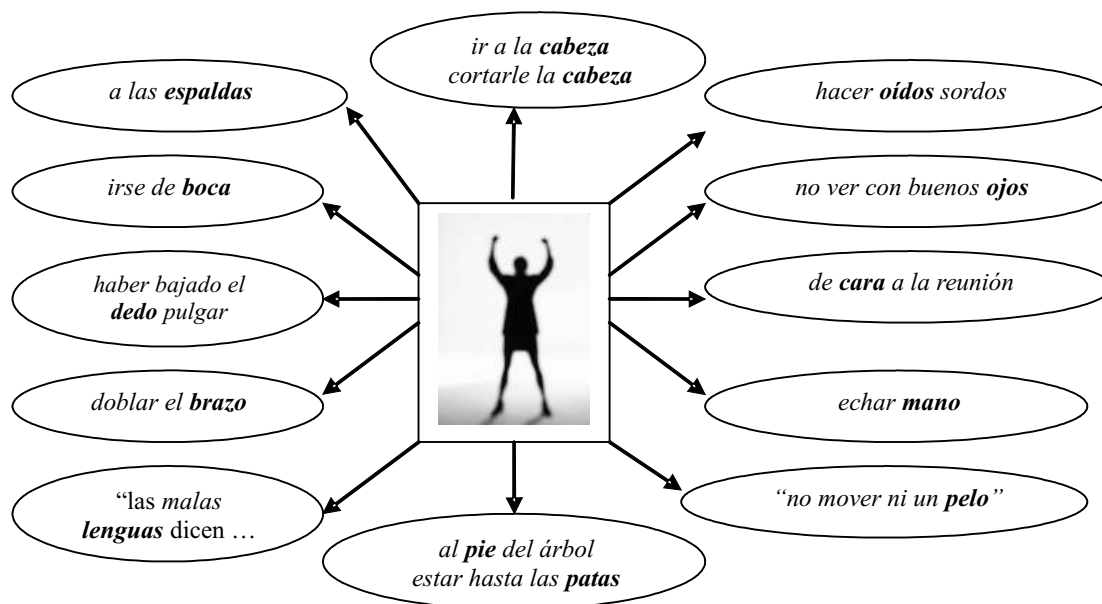 ir a la cabeza
cortarle la cabeza
a las espaldas
hacer oídos sordos
irse de boca
no ver con buenos ojos
haber bajado el
dedo pulgar
de cara a la reunión
doblar el brazo
echar mano
“las malas
lenguas dicen …
“no mover ni un pelo”
al pie del árbol
estar hasta las patas